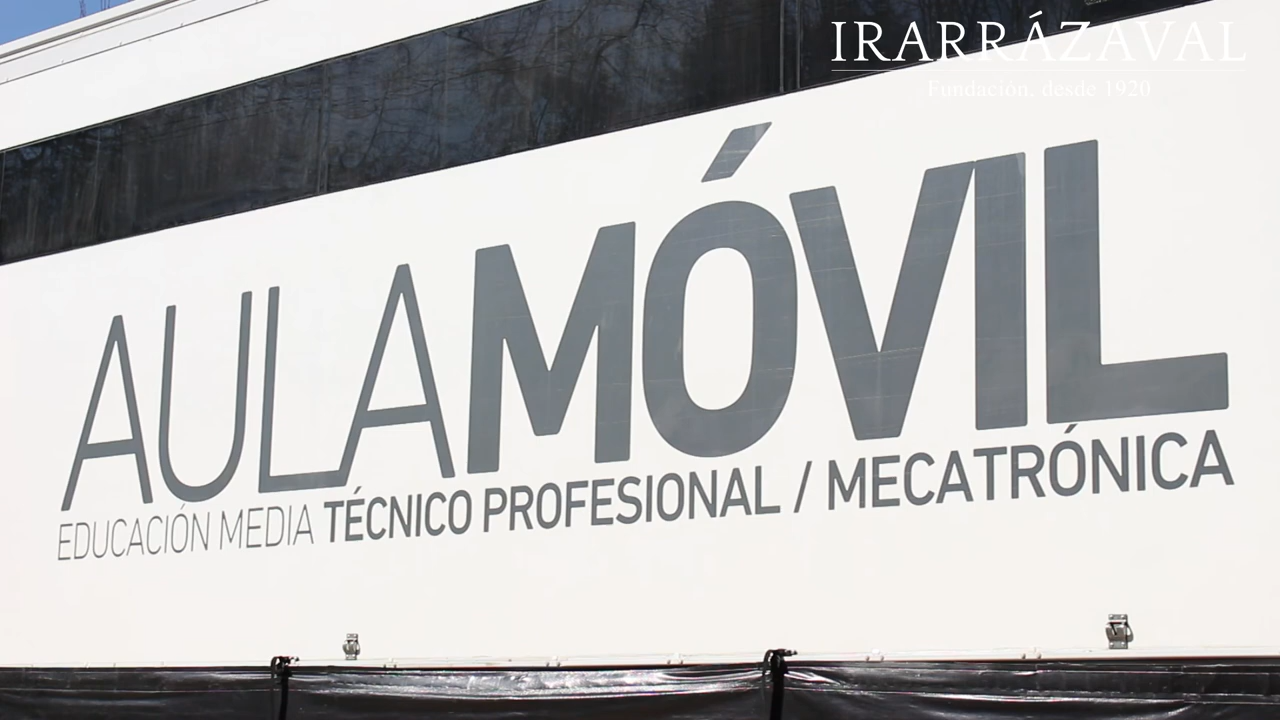 IRARRÁZAVAL
Fundación. desde 1920
AULAMÓVIL
EDUCACIÓN MEDIA TÉCNICO PROFESIONAL / MECATRÓNICA